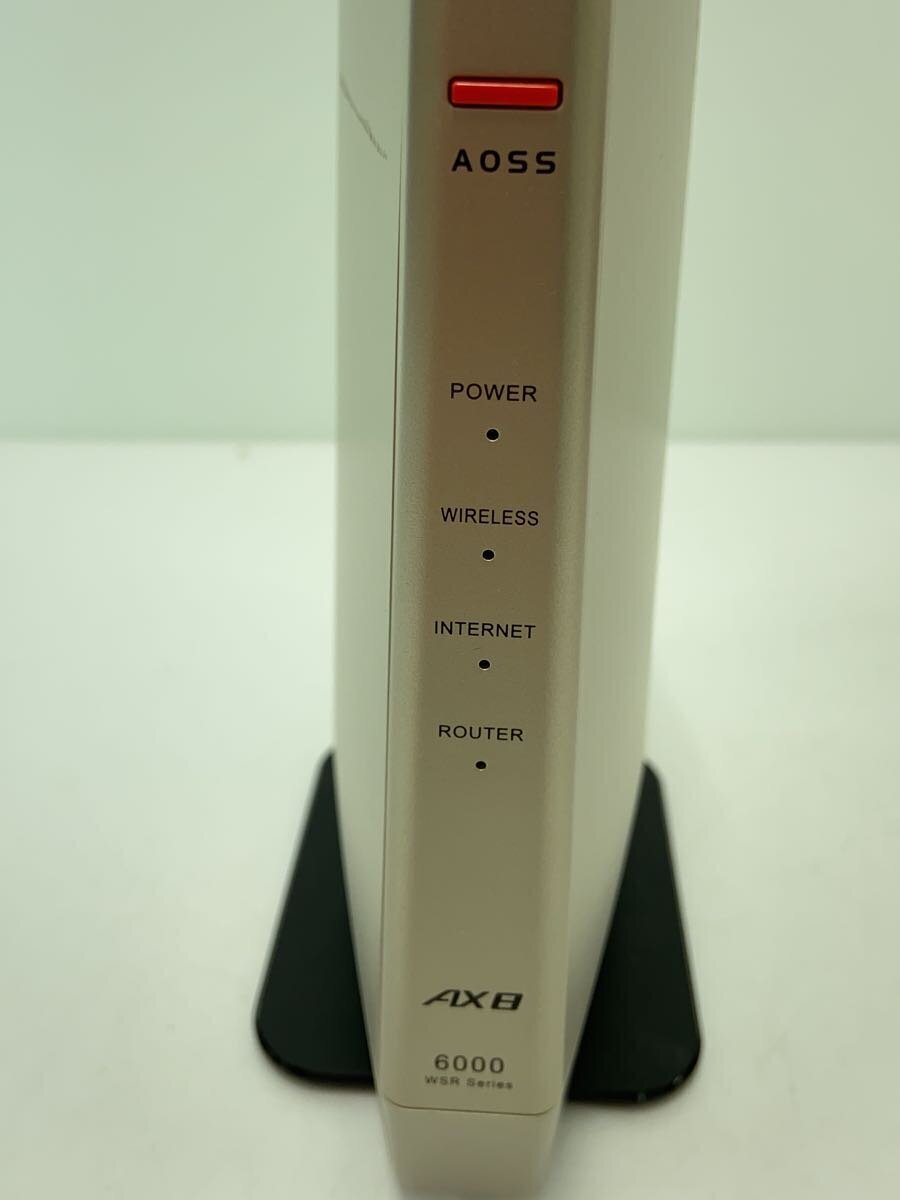 AOSS
POWER
WIRELESS
INTERNET
ROUTER
AX8
6000
WSR Series